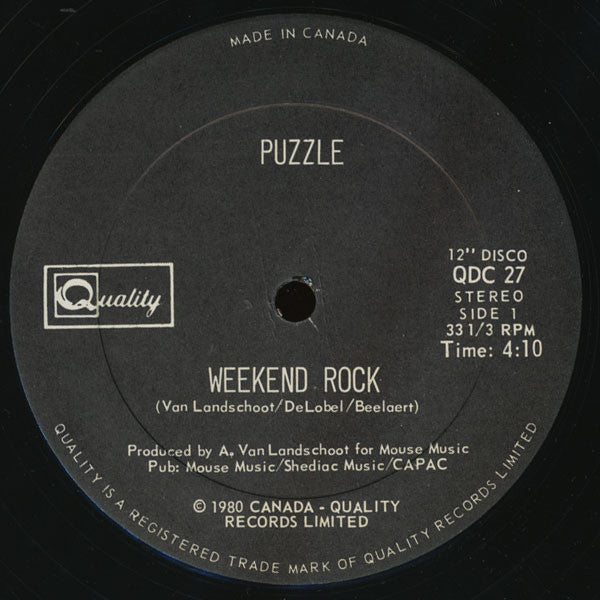 MADE IN CANADA
PUZZLE
Quality
12" DISCO
QDC 27
STEREO
SIDE 1
33 1/3 RPM
Time: 4:10
WEEKEND ROCK
(Van Landschoot/DeLobel/Beelaert)
Produced by A. Van Landschoot for Mouse Music
Pub: Mouse Music/Shediac Music/CAPAC
© 1980 CANADA - QUALITY
RECORDS LIMITED
QUALITY IS A REGISTERED TRADE MARK OF QUALITY RECORDS LIMITED